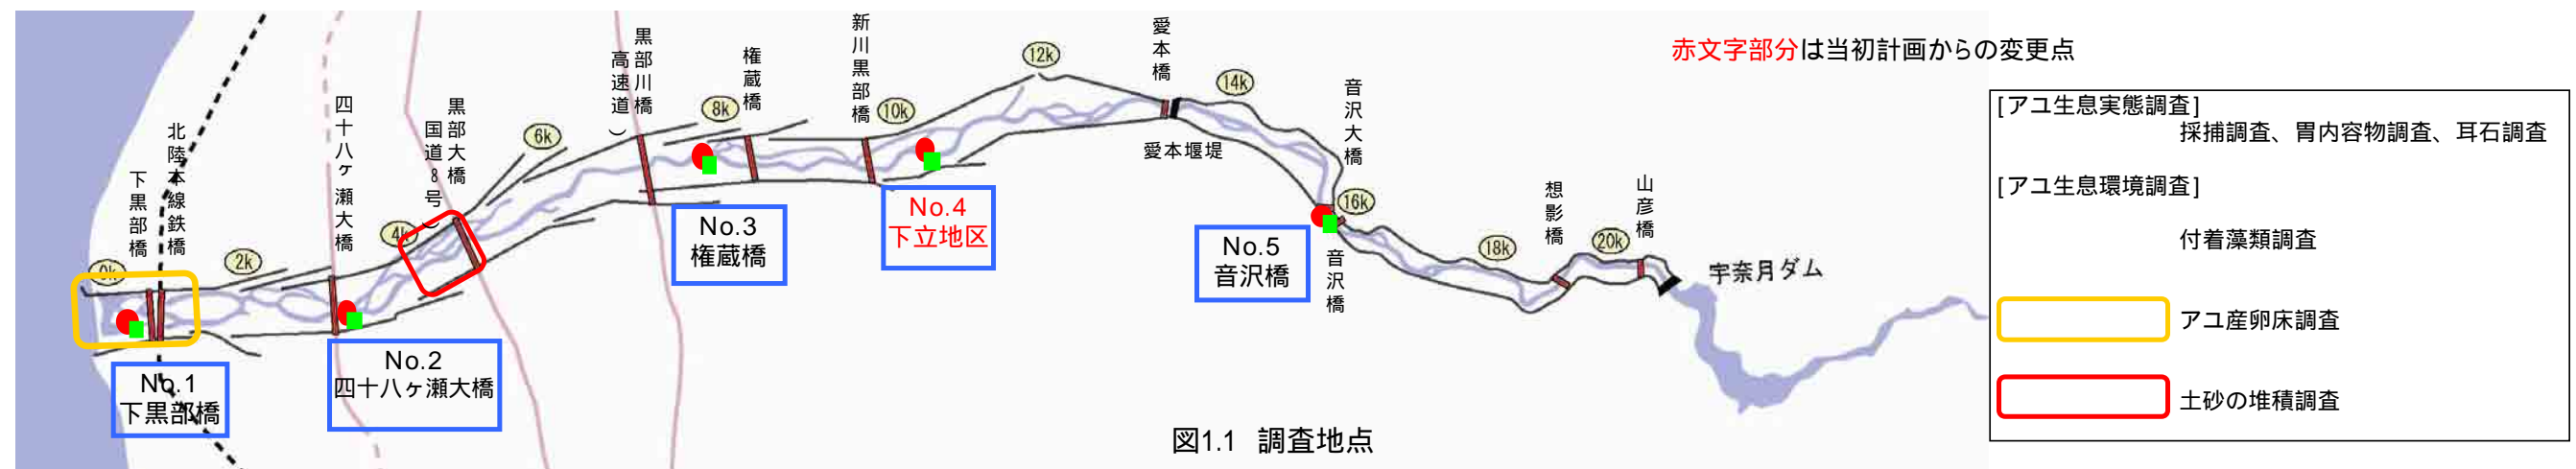 赤文字部分は当初計画からの変更点
下黒部橋
北陸本線鉄橋
四十八ヶ瀬大橋
黒部大橋
国道8号)
黒部川橋
高速道)
権蔵橋
新川黒部橋
愛本橋
愛本堰堤
音沢大橋
音沢橋
想影橋
山彦橋
宇奈月ダム
0k
2k
4k
6k
8k
10k
12k
14k
16k
18k
20k
No.1
下黒部橋
No.2
四十八ヶ瀬大橋
No.3
権蔵橋
No.4
下立地区
No.5
音沢橋
[アユ生息実態調査]
採捕調査、胃内容物調査、耳石調査
[アユ生息環境調査]
付着藻類調査
アユ産卵床調査
土砂の堆積調査
図1.1 調査地点